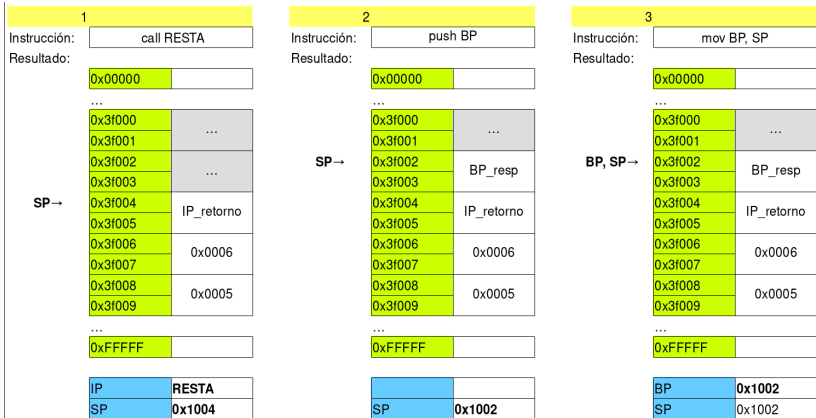 1
Instrucción: call RESTA
Resultado:
0x00000
...
0x3f000
...
0x3f001
0x3f002
...
0x3f003
SP→ 0x3f004
IP_retorno
0x3f005
0x3f006
0x0006
0x3f007
0x3f008
0x0005
0x3f009
...
0xFFFFF
IP RESTA
SP 0x1004
2
Instrucción: push BP
Resultado:
0x00000
...
0x3f000
...
0x3f001
SP→ 0x3f002
BP_resp
0x3f003
0x3f004
IP_retorno
0x3f005
0x3f006
0x0006
0x3f007
0x3f008
0x0005
0x3f009
...
0xFFFFF
SP 0x1002
3
Instrucción: mov BP, SP
Resultado:
0x00000
...
0x3f000
...
0x3f001
BP, SP→ 0x3f002
BP_resp
0x3f003
0x3f004
IP_retorno
0x3f005
0x3f006
0x0006
0x3f007
0x3f008
0x0005
0x3f009
...
0xFFFFF
BP 0x1002
SP 0x1002